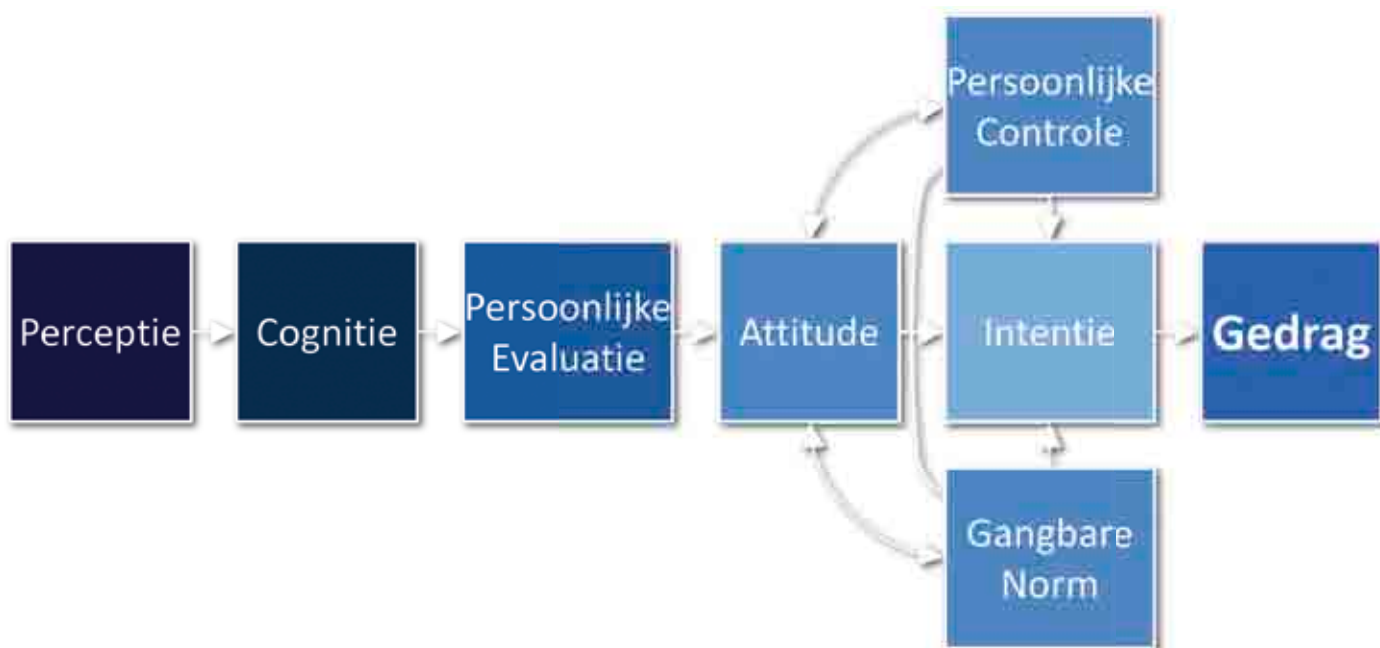 Persoonlijke
Controle
Perceptie
Cognitie
Persoonlijke
Evaluatie
Attitude
Intentie
Gedrag
Gangbare
Norm